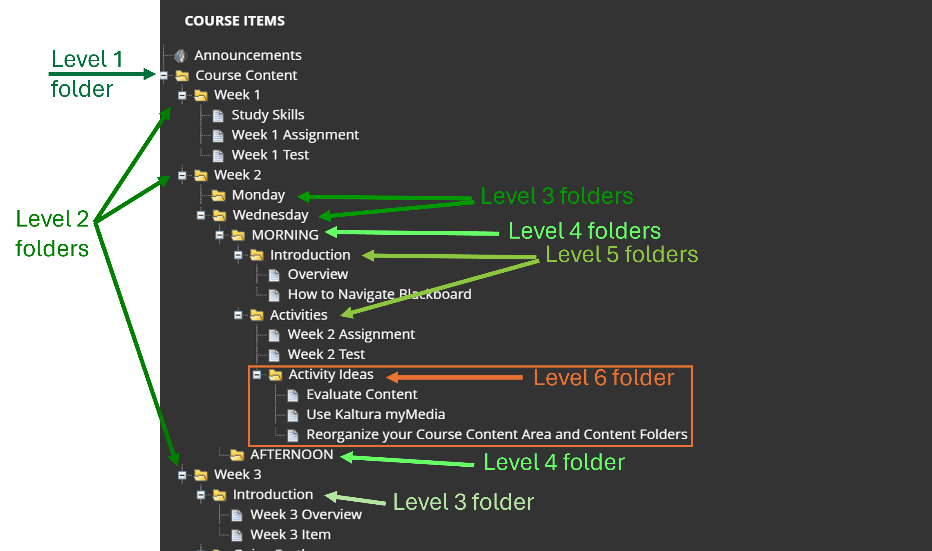 COURSE ITEMS
Announcements
Level 1
folder
Course Content
Week 1
Study Skills
Week 1 Assignment
Week 1 Test
Week 2
Monday
Level 3 folders
Level 2
folders
Wednesday
MORNING
Level 4 folders
Introduction
Level 5 folders
Overview
How to Navigate Blackboard
Activities
Week 2 Assignment
Week 2 Test
Activity Ideas
Level 6 folder
Evaluate Content
Use Kaltura myMedia
Reorganize your Course Content Area and Content Folders
AFTERNOON
Level 4 folder
Week 3
Introduction
Level 3 folder
Week 3 Overview
Week 3 Item